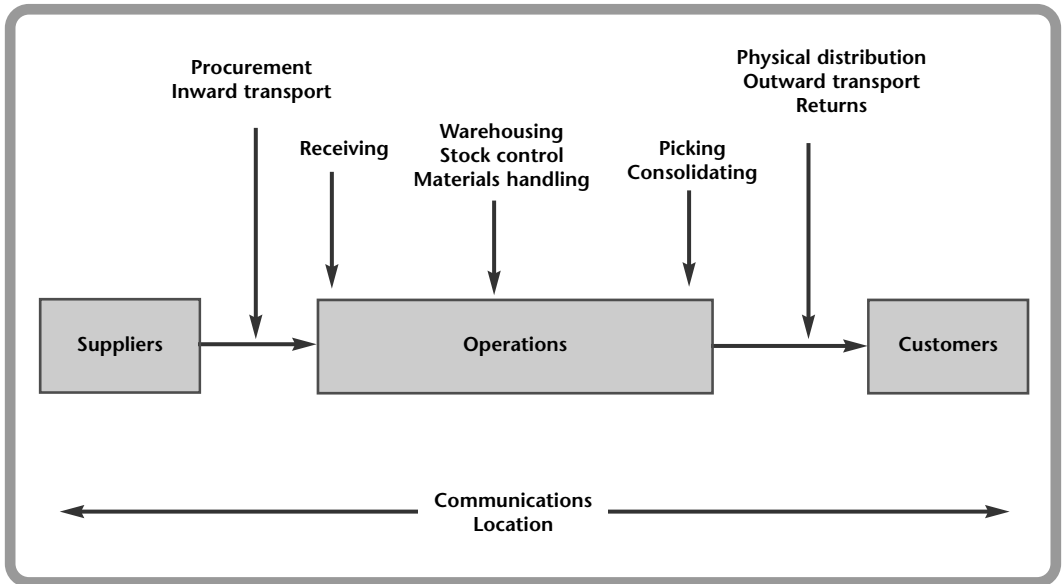 Procurement
Inward transport
Receiving
Warehousing
Stock control
Materials handling
Picking
Consolidating
Physical distribution
Outward transport
Returns
Suppliers
Operations
Customers
Communications
Location